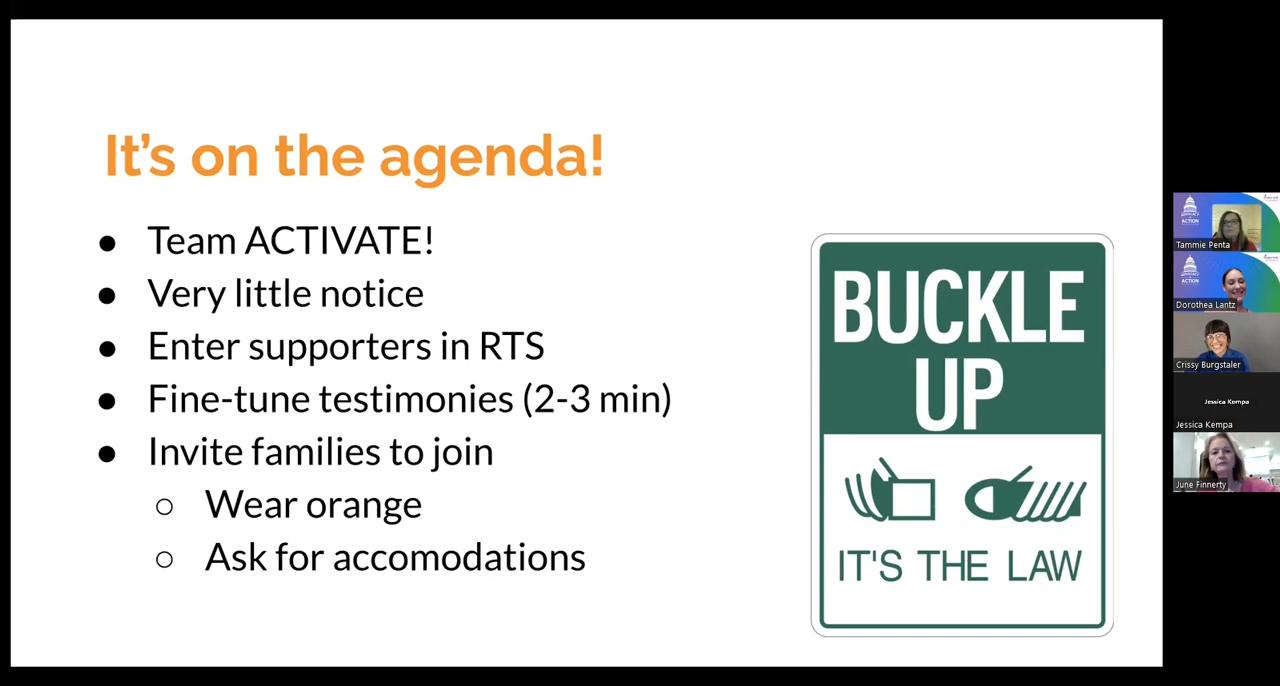 It's on the agenda!
● Team ACTIVATE!
● Very little notice
● Enter supporters in RTS
● Fine-tune testimonies (2-3 min)
● Invite families to join
○ Wear orange
○ Ask for accomodations
BUCKLE
UP
IT'S THE LAW
ACTION
Tammie Penta
ACTION
Dorothea Lantz
Crissy Burgstaler
Jessica Kempa
Jessica Kempa
June Finnerty